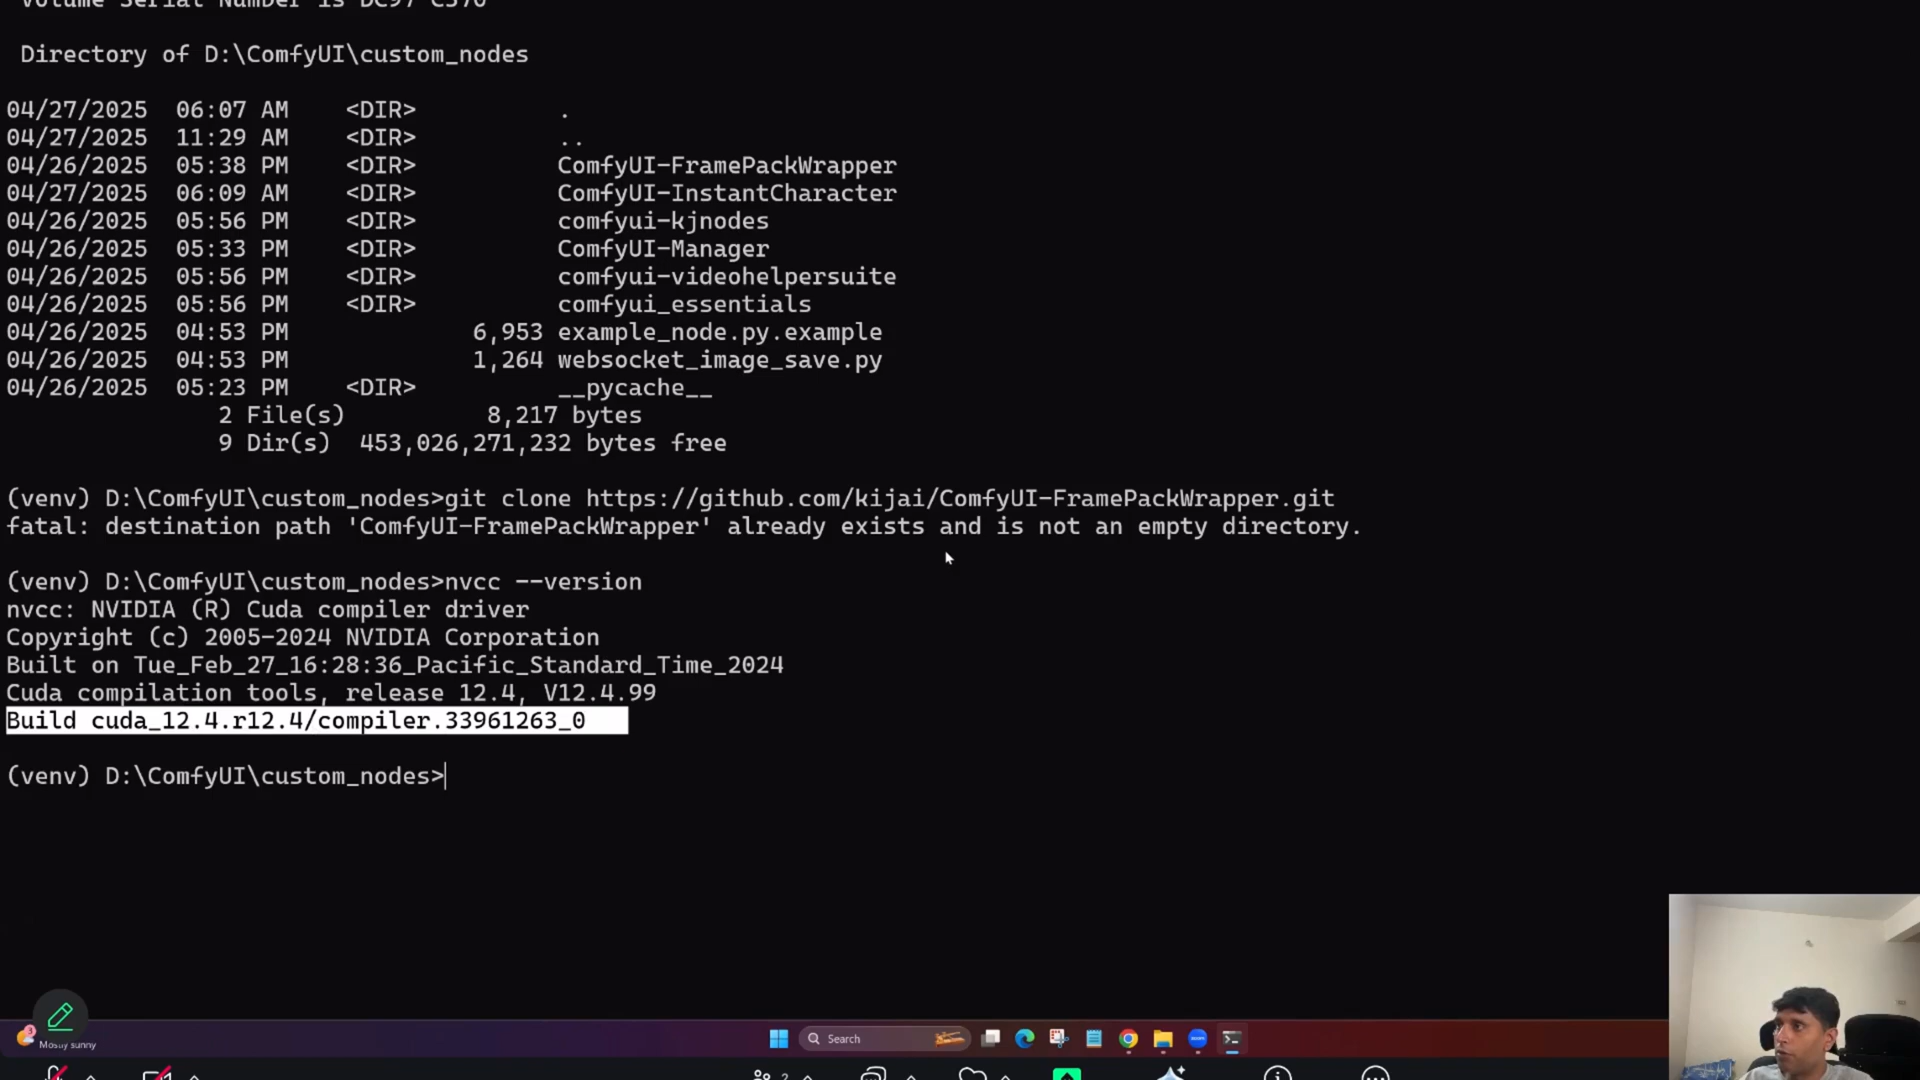 Volume Serial Number is DC97-C570
Directory of D:\ComfyUI\custom_nodes
04/27/2025  06:07 AM    <DIR>          .
04/27/2025  11:29 AM    <DIR>          ..
04/26/2025  05:38 PM    <DIR>          ComfyUI-FramePackWrapper
04/27/2025  06:09 AM    <DIR>          ComfyUI-InstantCharacter
04/26/2025  05:56 PM    <DIR>          comfyui-kjnodes
04/26/2025  05:33 PM    <DIR>          ComfyUI-Manager
04/26/2025  05:56 PM    <DIR>          comfyui-videohelpersuite
04/26/2025  05:56 PM    <DIR>          comfyui_essentials
04/26/2025  04:53 PM             6,953 example_node.py.example
04/26/2025  04:53 PM             1,264 websocket_image_save.py
04/26/2025  05:23 PM    <DIR>          __pycache__
2 File(s)          8,217 bytes
9 Dir(s)  453,026,271,232 bytes free
(venv) D:\ComfyUI\custom_nodes>git clone https://github.com/kijai/ComfyUI-FramePackWrapper.git
fatal: destination path 'ComfyUI-FramePackWrapper' already exists and is not an empty directory.
(venv) D:\ComfyUI\custom_nodes>nvcc --version
nvcc: NVIDIA (R) Cuda compiler driver
Copyright (c) 2005-2024 NVIDIA Corporation
Built on Tue_Feb_27_16:28:36_Pacific_Standard_Time_2024
Cuda compilation tools, release 12.4, V12.4.99
Build cuda_12.4.r12.4/compiler.33961263_0
(venv) D:\ComfyUI\custom_nodes>
3
Mostly sunny
Search
zoom
2